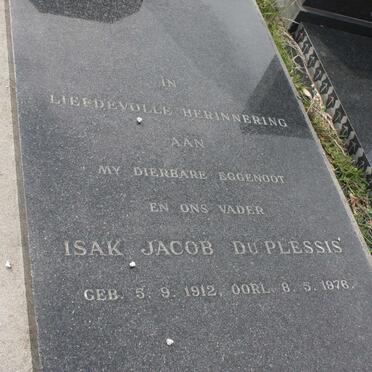 IN
LIEFDEVOLLE HERINNERING
AAN
MY DIERBARE EGGENOOT
EN ONS VADER
ISAK JACOB DU PLESSIS
GEB. 5. 9. 1912, OORL. 8. 5. 1976.